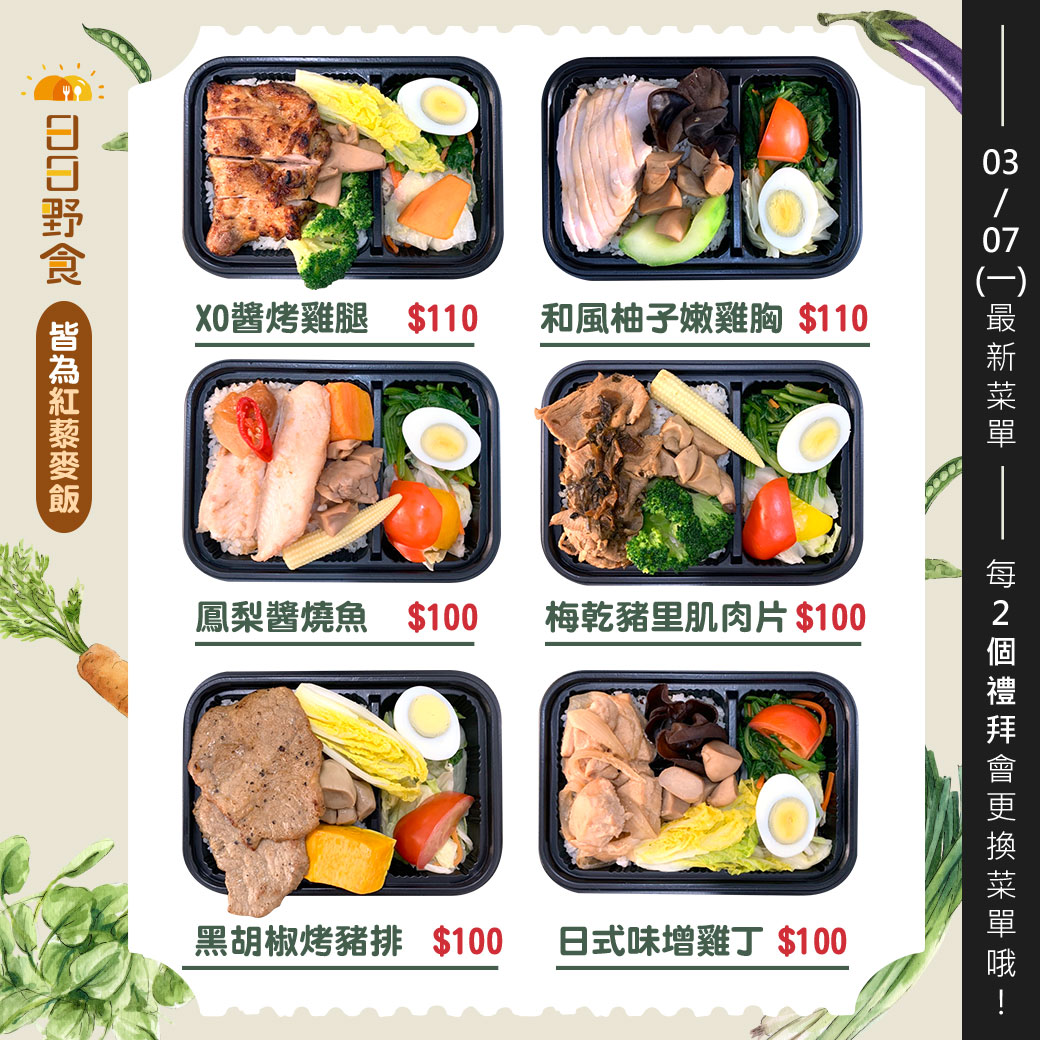 日日野食
皆為紅藜麥飯
XO醬烤雞腿 $110
和風柚子嫩雞胸 $110
鳳梨醬燒魚 $100
梅乾豬里肌肉片 $100
黑胡椒烤豬排 $100
日式味增雞丁 $100
03/07(一)最新菜單
每2個禮拜會更換菜單哦!